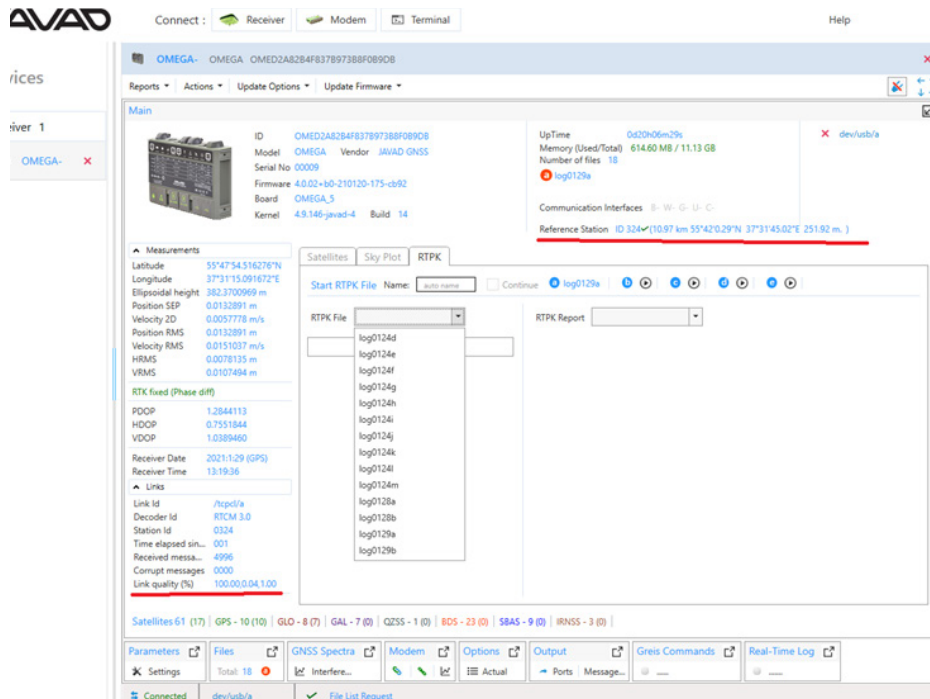 AVAD
Connect : Receiver Modem Terminal Help
vices
eiver 1
OMEGA- ×
OMEGA- OMEGA OMED2A82B4F837B973B8F0B9DB
Reports Actions Update Options Update Firmware
Main
ID OMED2A82B4F837B973B8F0B9DB
Model OMEGA Vendor JAVAD GNSS
Serial No 00009
Firmware 4.0.02+b0-210120-175-cb92
Board OMEGA_5
Kernel 4.9.146-javad-4 Build 14
UpTime 0d20h06m29s
Memory (Used/Total) 614.60 MB / 11.13 GB
Number of files 18
a log0129a
Communication Interfaces B- W- G- U- C-
Reference Station ID 324✓(10.97 km 55°42'0.29"N 37°31'45.02"E 251.92 m. )
× dev/usb/a
Measurements
Latitude 55°47'54.516276"N
Longitude 37°31'15.091672"E
Ellipsoidal height 382.3700969 m
Position SEP 0.0132891 m
Velocity 2D 0.0057778 m/s
Position RMS 0.0132891 m
Velocity RMS 0.0151037 m/s
HRMS 0.0078135 m
VRMS 0.0107494 m
RTK fixed (Phase diff)
PDOP 1.2844113
HDOP 0.7551844
VDOP 1.0389460
Receiver Date 2021:1:29 (GPS)
Receiver Time 13:19:36
Links
Link Id /tcpcl/a
Decoder Id RTCM 3.0
Station Id 0324
Time elapsed sin... 001
Received messa... 4996
Corrupt messages 0000
Link quality (%) 100.00,0.04,1.00
Satellites Sky Plot RTPK
Start RTPK File Name: auto name Continue a log0129a b c d e
RTPK File
RTPK Report
log0124d
log0124e
log0124f
log0124g
log0124h
log0124i
log0124j
log0124k
log0124l
log0124m
log0128a
log0128b
log0129a
log0129b
Satellites 61 (17) GPS - 10 (10) GLO - 8 (7) GAL - 7 (0) QZSS - 1 (0) BDS - 23 (0) SBAS - 9 (0) IRNSS - 3 (0)
Parameters Files GNSS Spectra Modem Options Output Greis Commands Real-Time Log
Settings Total: 18 Interfere... Actual Ports Message... ---- ----
Connected dev/usb/a File List Request